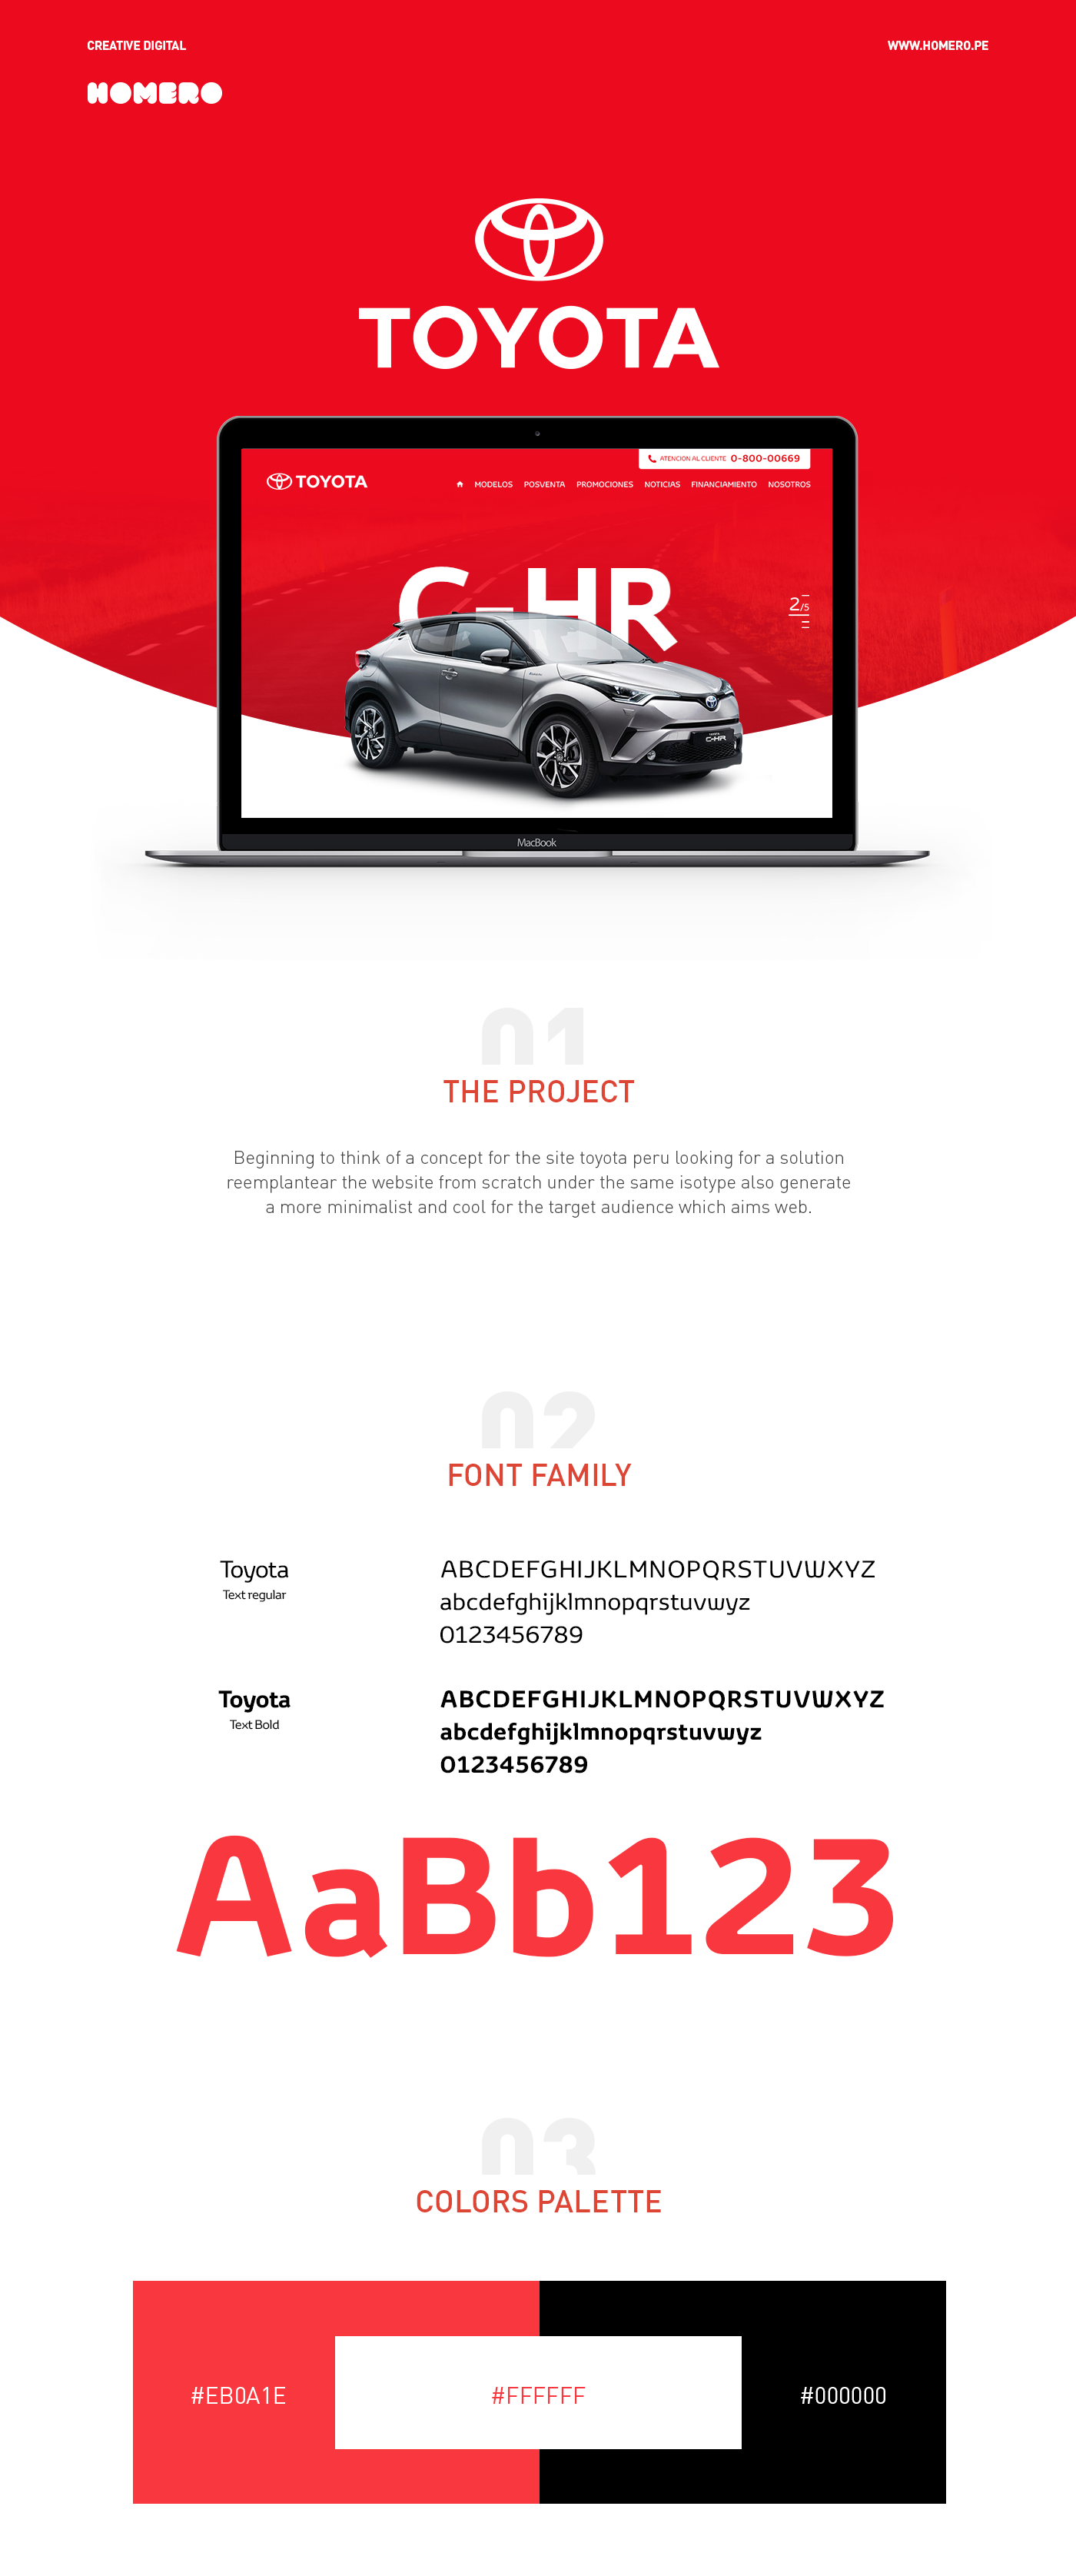 CREATIVE DIGITAL
WWW.HOMERO.PE
HOMERO
TOYOTA
ATENCION AL CLIENTE 0-800-00669
TOYOTA
MODELOS POSVENTA PROMOCIONES NOTICIAS FINANCIAMIENTO NOSOTROS
C-HR
2/5
TOYOTA
C-HR
MacBook
01
THE PROJECT
Beginning to think of a concept for the site toyota peru looking for a solution
reemplantear the website from scratch under the same isotype also generate
a more minimalist and cool for the target audience which aims web.
02
FONT FAMILY
Toyota
Text regular
ABCDEFGHIJKLMNOPQRSTUVWXYZ
abcdefghijklmnopqrstuvwyz
0123456789
Toyota
Text Bold
ABCDEFGHIJKLMNOPQRSTUVWXYZ
abcdefghijklmnopqrstuvwyz
0123456789
AaBb123
03
COLORS PALETTE
#EB0A1E
#FFFFFF
#000000